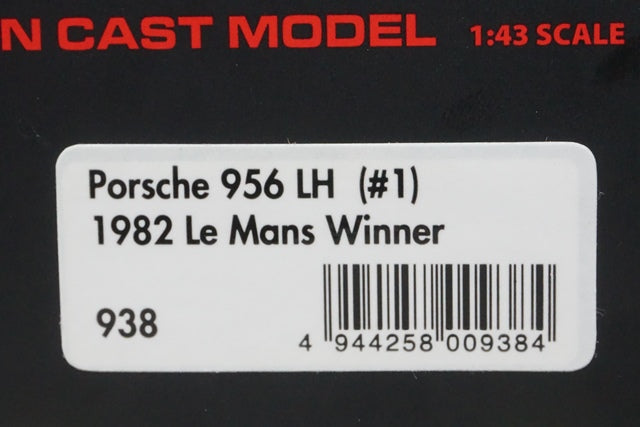 N CAST MODEL 1:43 SCALE
Porsche 956 LH (#1)
1982 Le Mans Winner
938
4 944258 009384